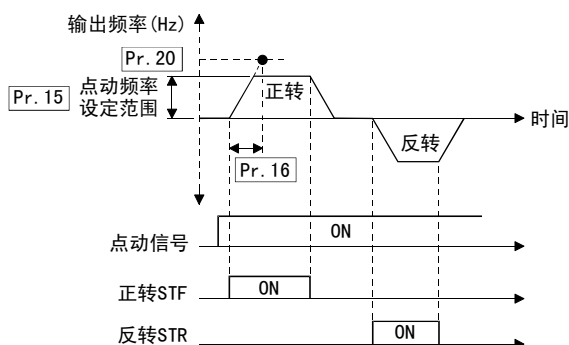 输出频率(Hz)
Pr.20
Pr.15
点动频率
设定范围
正转
时间
反转
Pr.16
点动信号
ON
正转STF
ON
反转STR
ON